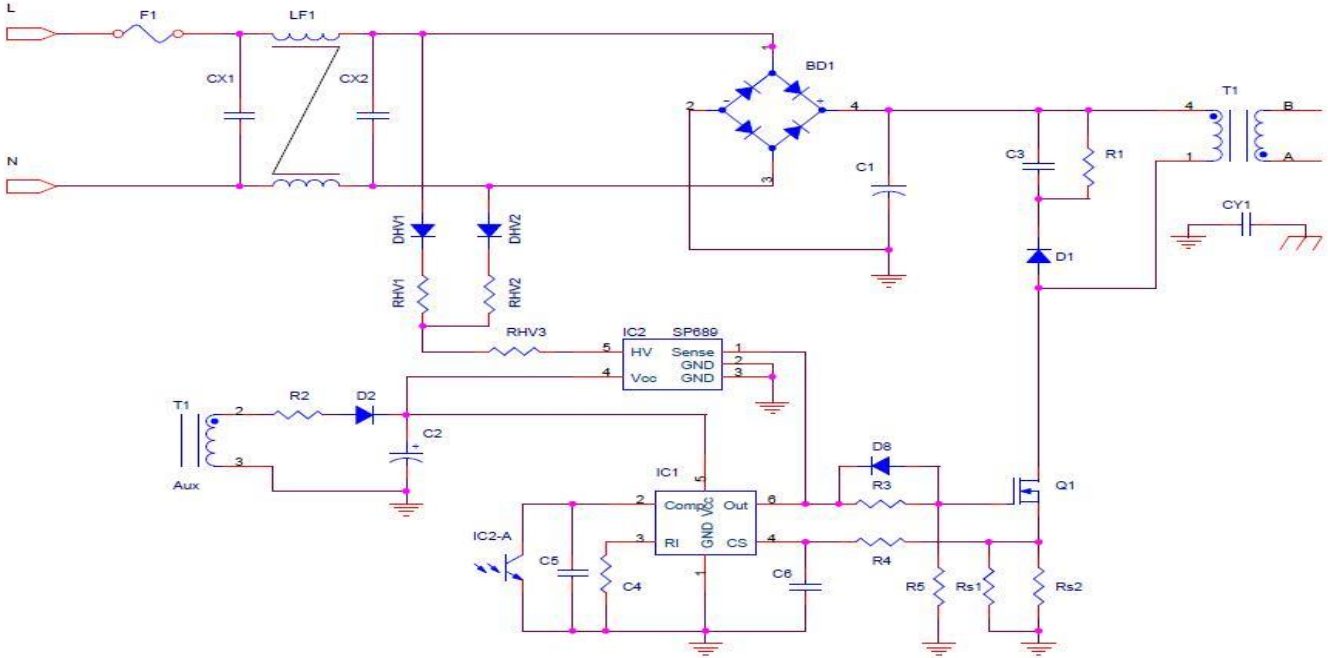 L
F1
LF1
CX1
CX2
N
1
2
-
+
4
3
BD1
C1
C3
R1
T1
4
1
B
A
CY1
D1
DHV1
DHV2
RHV1
RHV2
RHV3
IC2
SP689
5
HV
Sense
1
GND
2
4
Vcc
GND
3
T1
2
3
Aux
R2
D2
+
C2
IC1
5
2
Comp
Vcc
Out
6
3
RI
GND
CS
4
1
IC2-A
C5
C4
C6
D8
R3
R4
R5
Rs1
Rs2
Q1